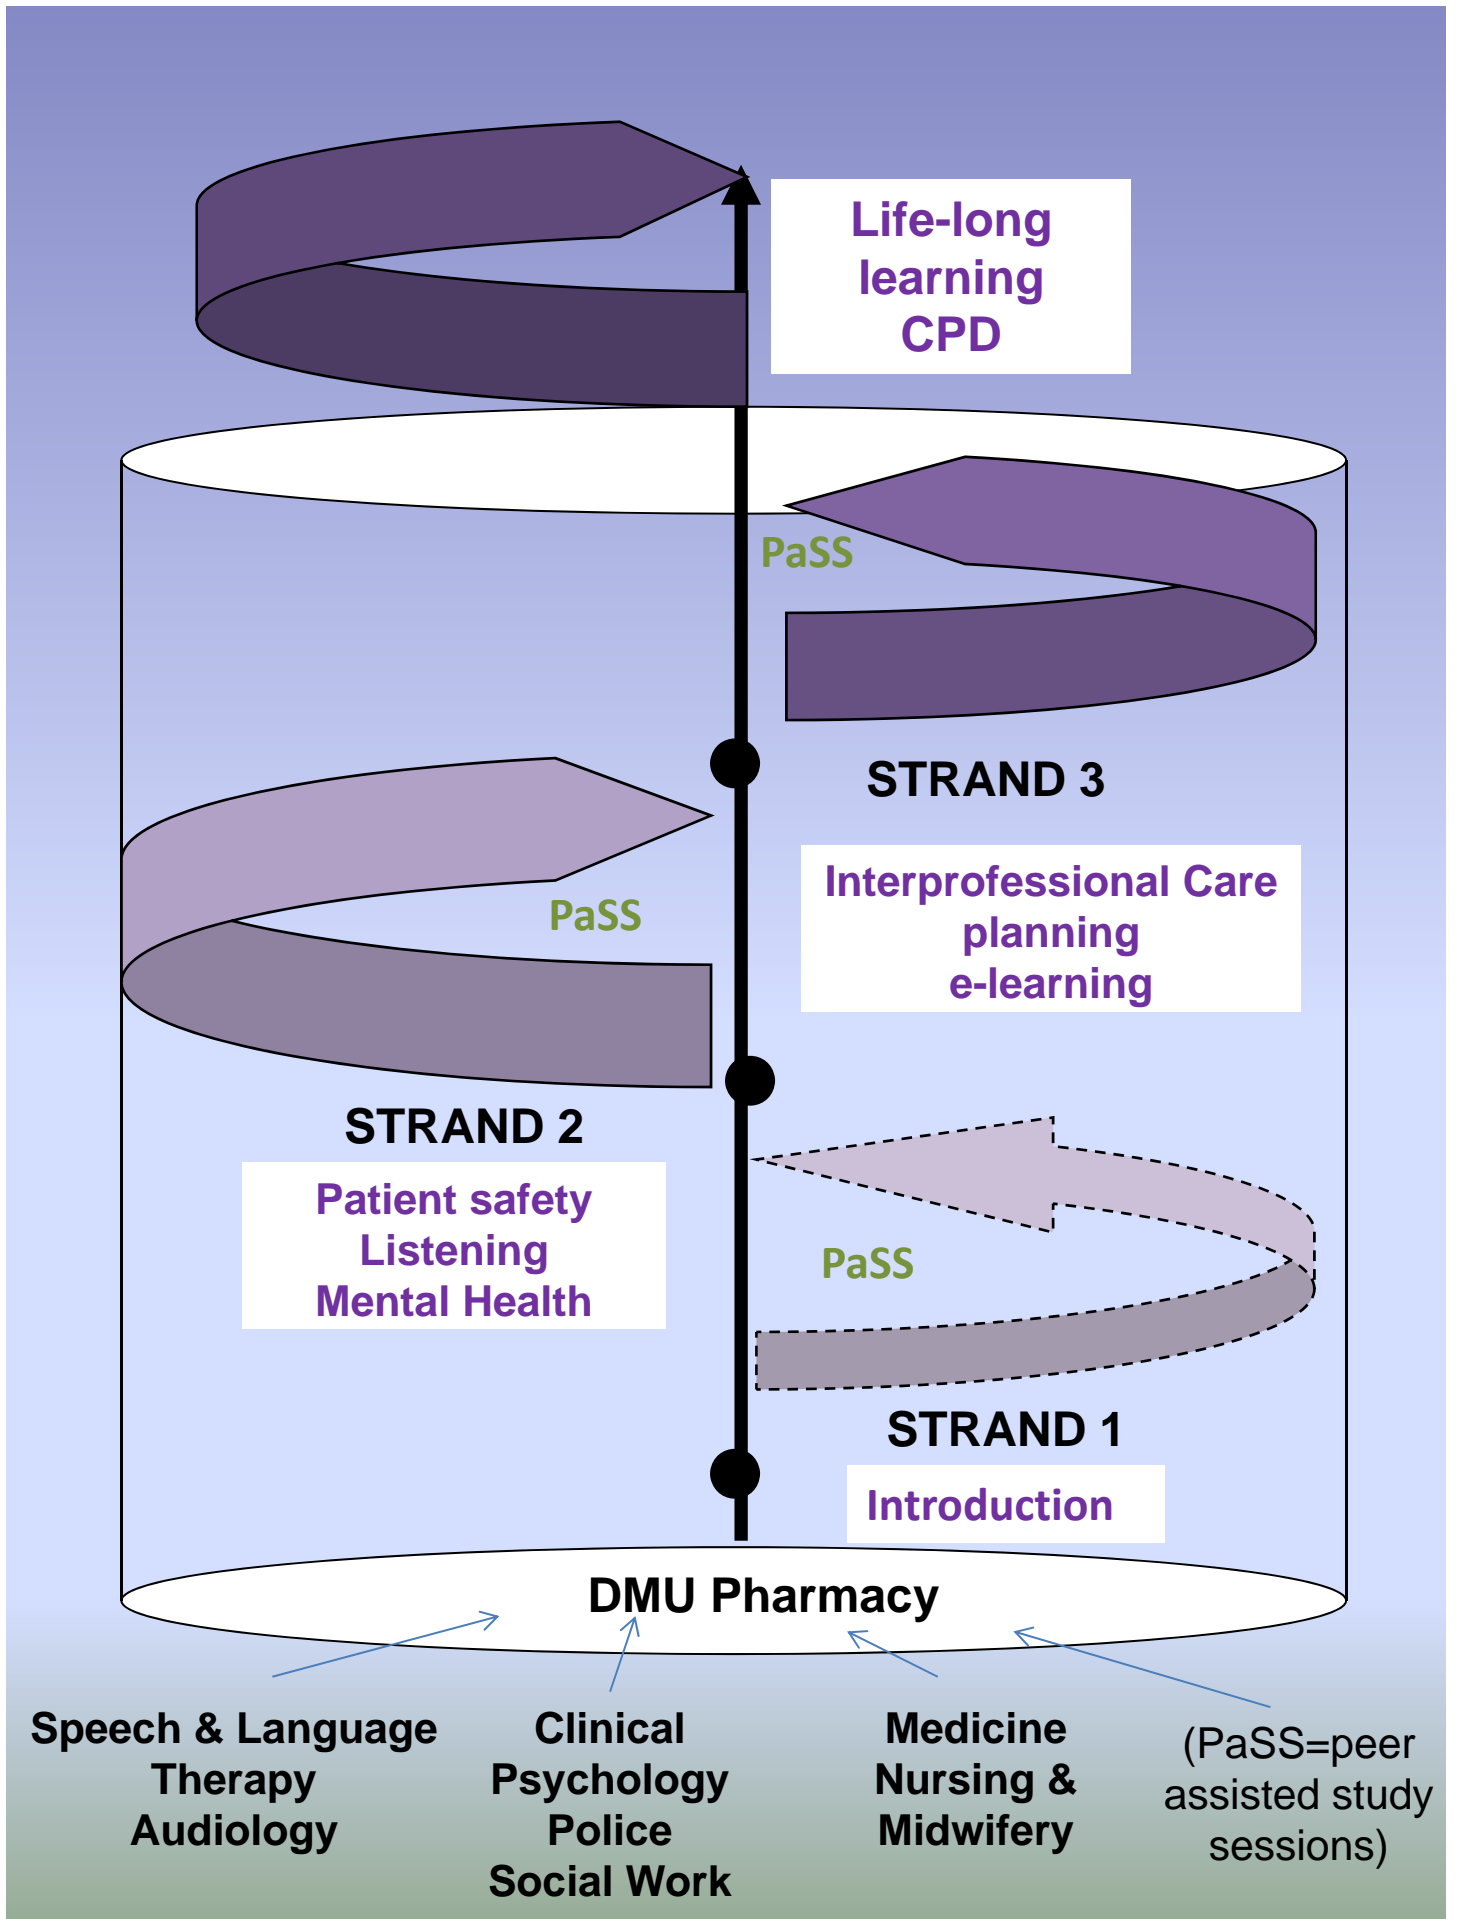 Life-long
learning
CPD
PaSS
STRAND 3
Interprofessional Care
planning
e-learning
PaSS
STRAND 2
Patient safety
Listening
Mental Health
PaSS
STRAND 1
Introduction
DMU Pharmacy
Speech & Language
Therapy
Audiology
Clinical
Psychology
Police
Social Work
Medicine
Nursing &
Midwifery
(PaSS=peer
assisted study
sessions)